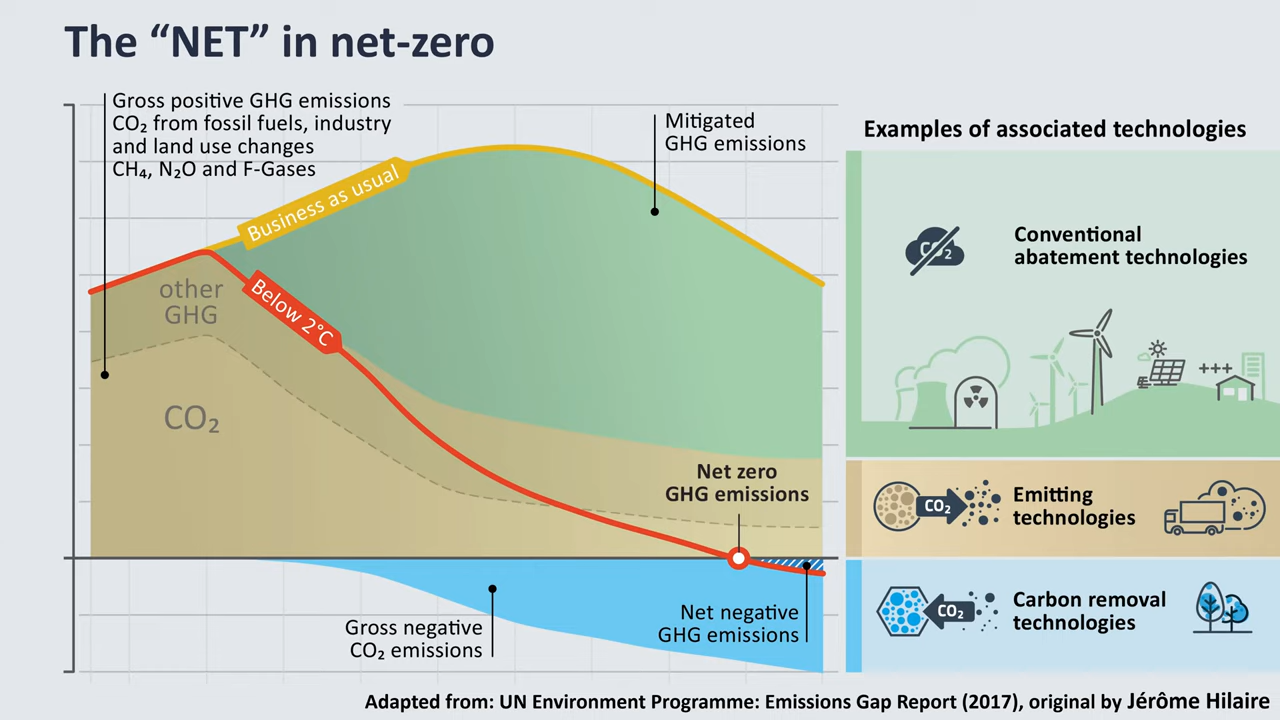 The “NET” in net-zero
Gross positive GHG emissions
CO₂ from fossil fuels, industry
and land use changes
CH₄, N₂O and F-Gases
Mitigated
GHG emissions
Business as usual
Below 2°C
other
GHG
CO₂
Net zero
GHG emissions
Gross negative
CO₂ emissions
Net negative
GHG emissions
Examples of associated technologies
CO₂
Conventional
abatement technologies
+++
CO₂
Emitting
technologies
CO₂
Carbon removal
technologies
Adapted from: UN Environment Programme: Emissions Gap Report (2017), original by Jérôme Hilaire